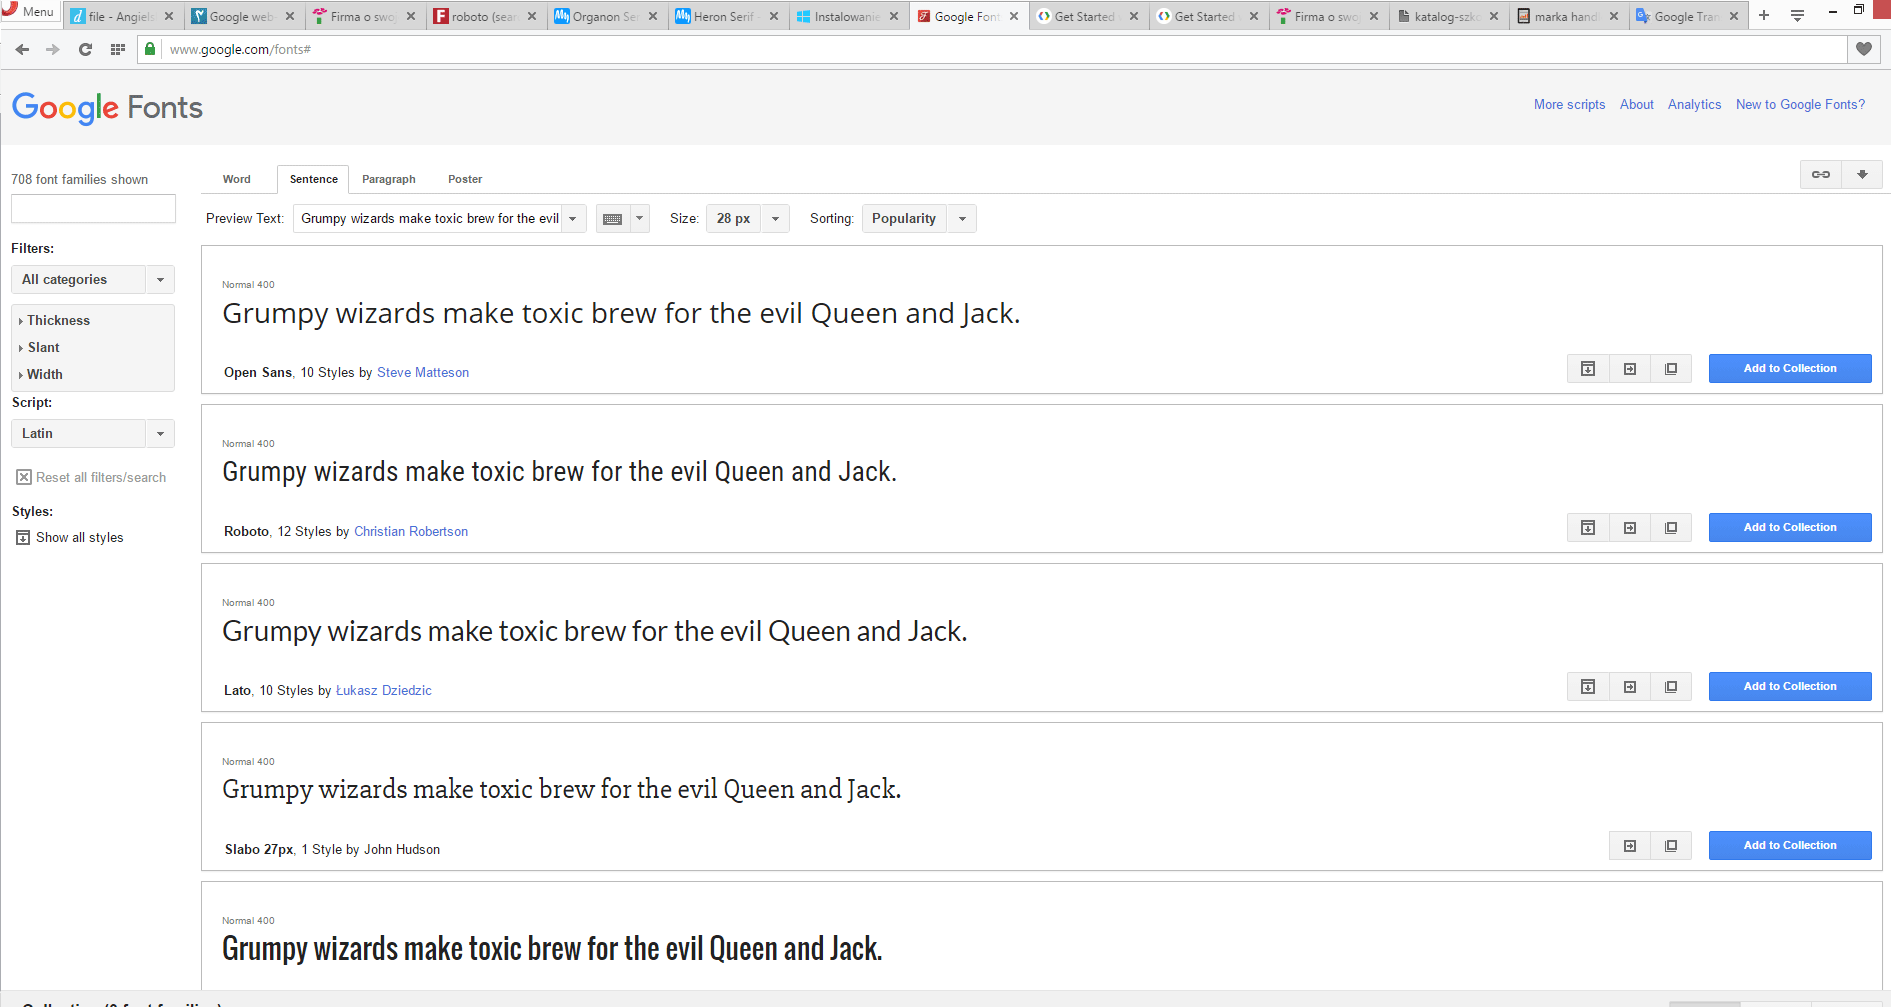 Menu
file - Angiels
Google web
Firma o swo
roboto (sear
Organon Se
Heron Serif
Instalowanie
Google Font
Get Started
Get Started
Firma o swo
katalog-szko
marka handl
Google Tran
www.google.com/fonts#
Google Fonts
More scripts About Analytics New to Google Fonts?
708 font families shown
Word Sentence Paragraph Poster
Preview Text: Grumpy wizards make toxic brew for the evil Size: 28 px Sorting: Popularity
Filters:
All categories
Thickness
Slant
Width
Script:
Latin
Reset all filters/search
Styles:
Show all styles
Normal 400
Grumpy wizards make toxic brew for the evil Queen and Jack.
Open Sans, 10 Styles by Steve Matteson
Add to Collection
Normal 400
Grumpy wizards make toxic brew for the evil Queen and Jack.
Roboto, 12 Styles by Christian Robertson
Add to Collection
Normal 400
Grumpy wizards make toxic brew for the evil Queen and Jack.
Lato, 10 Styles by Łukasz Dziedzic
Add to Collection
Normal 400
Grumpy wizards make toxic brew for the evil Queen and Jack.
Slabo 27px, 1 Style by John Hudson
Add to Collection
Normal 400
Grumpy wizards make toxic brew for the evil Queen and Jack.